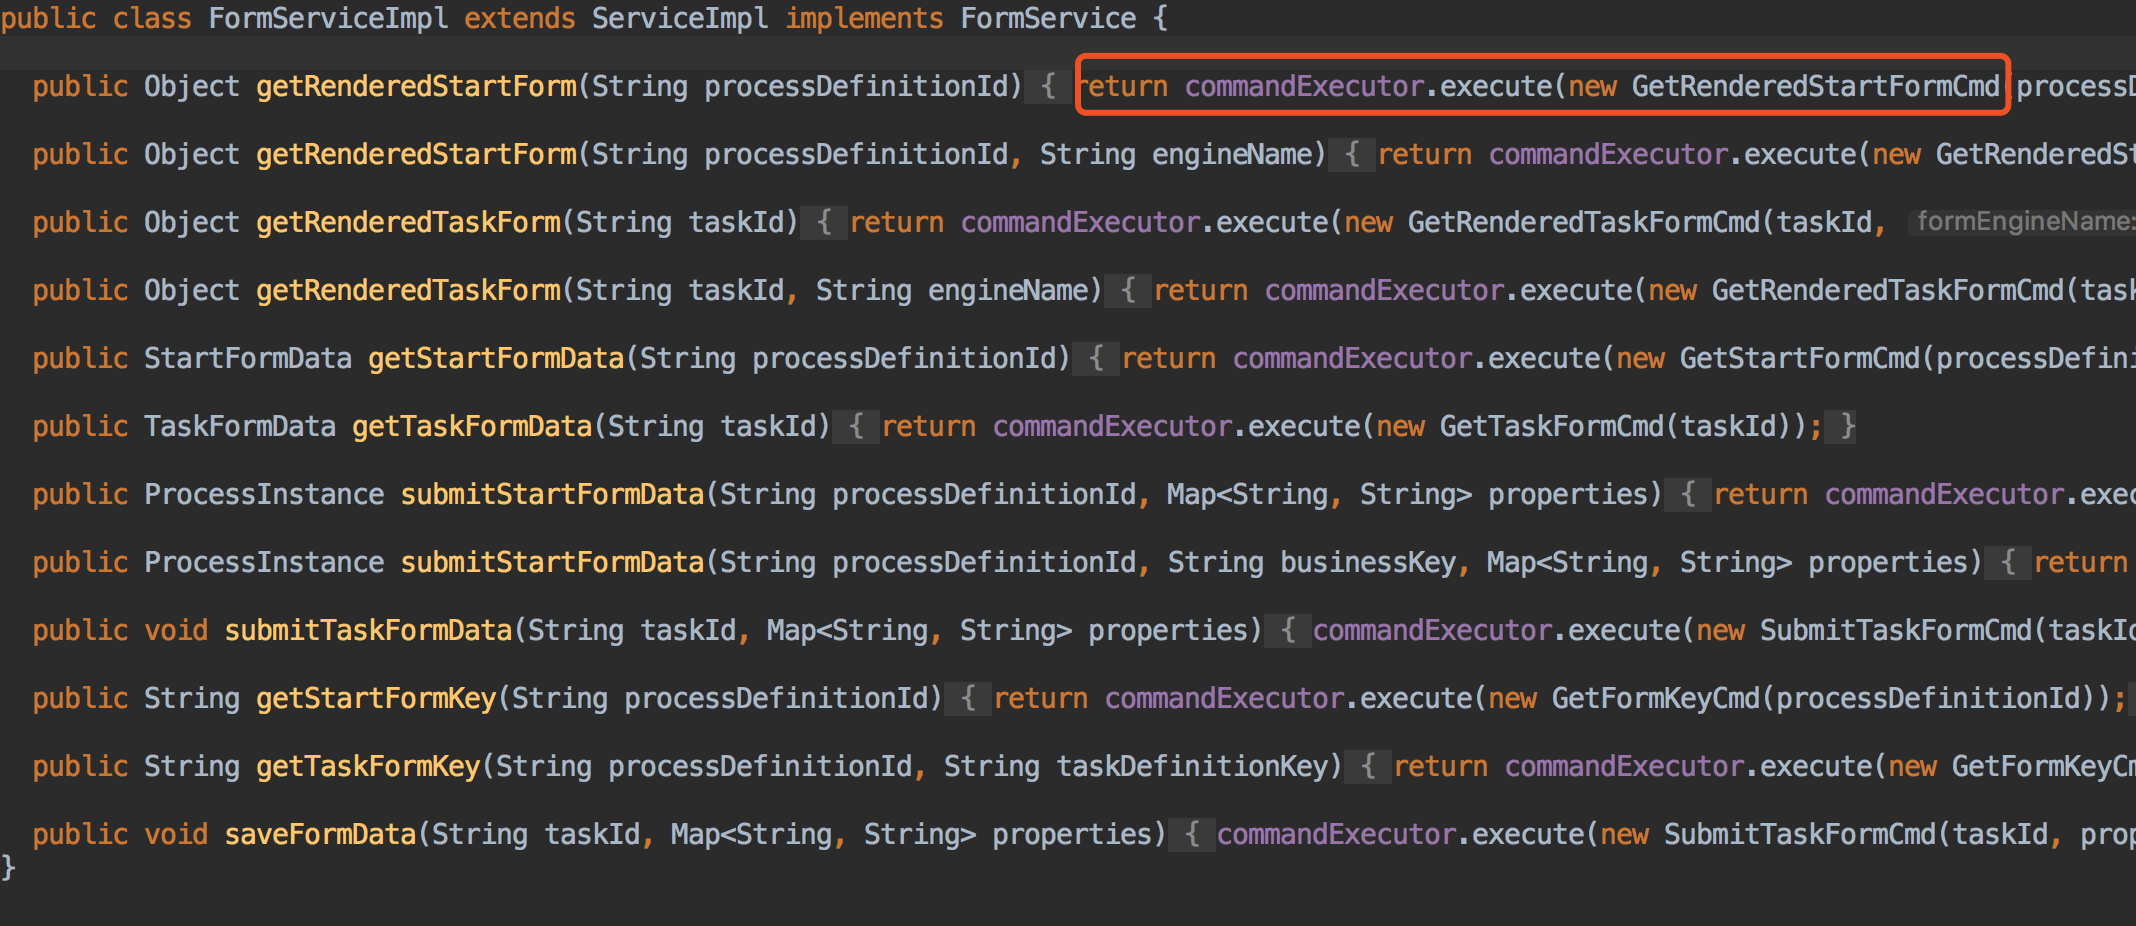 public class FormServiceImpl extends ServiceImpl implements FormService {
public Object getRenderedStartForm(String processDefinitionId) { return commandExecutor.execute(new GetRenderedStartFormCmd(processD
public Object getRenderedStartForm(String processDefinitionId, String engineName) { return commandExecutor.execute(new GetRenderedSt
public Object getRenderedTaskForm(String taskId) { return commandExecutor.execute(new GetRenderedTaskFormCmd(taskId, formEngineName:
public Object getRenderedTaskForm(String taskId, String engineName) { return commandExecutor.execute(new GetRenderedTaskFormCmd(task
public StartFormData getStartFormData(String processDefinitionId) { return commandExecutor.execute(new GetStartFormCmd(processDefini
public TaskFormData getTaskFormData(String taskId) { return commandExecutor.execute(new GetTaskFormCmd(taskId)); }
public ProcessInstance submitStartFormData(String processDefinitionId, Map<String, String> properties) { return commandExecutor.exec
public ProcessInstance submitStartFormData(String processDefinitionId, String businessKey, Map<String, String> properties) { return
public void submitTaskFormData(String taskId, Map<String, String> properties) { commandExecutor.execute(new SubmitTaskFormCmd(taskId
public String getStartFormKey(String processDefinitionId) { return commandExecutor.execute(new GetFormKeyCmd(processDefinitionId));
public String getTaskFormKey(String processDefinitionId, String taskDefinitionKey) { return commandExecutor.execute(new GetFormKeyCm
public void saveFormData(String taskId, Map<String, String> properties) { commandExecutor.execute(new SubmitTaskFormCmd(taskId, prop
}